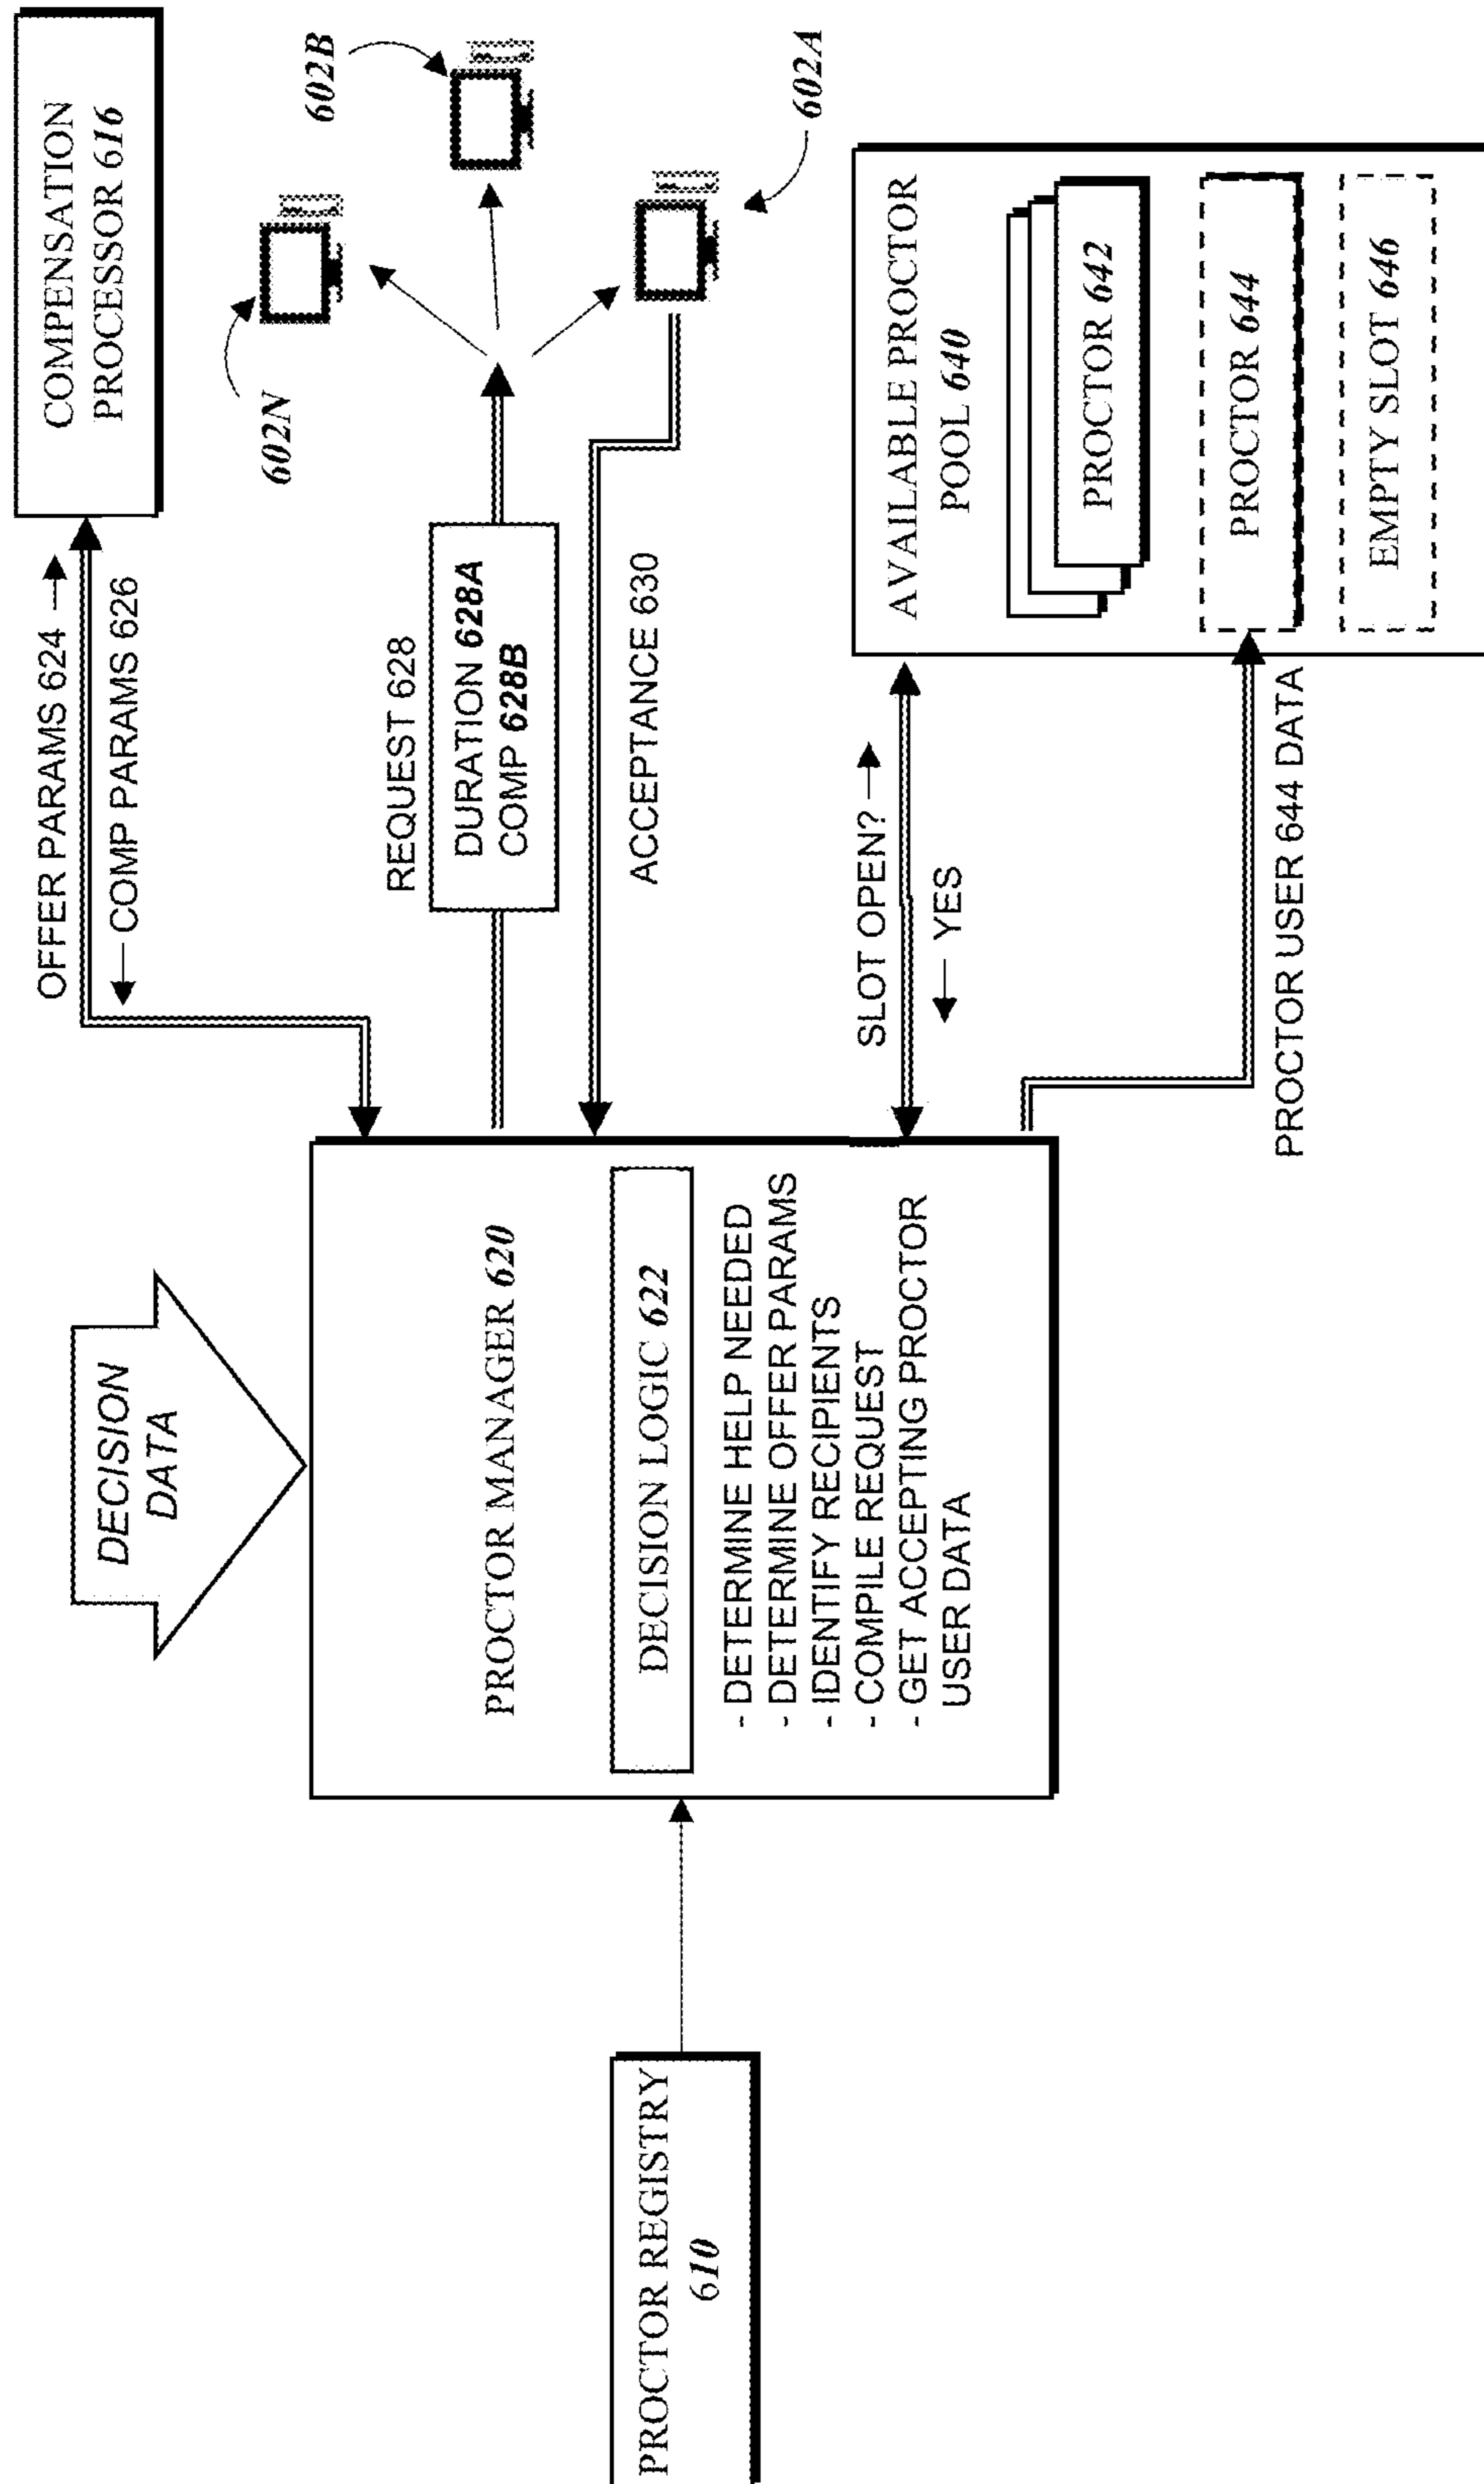 DECISION
DATA
PROCTOR REGISTRY
610
PROCTOR MANAGER 620
DECISION LOGIC 622
- DETERMINE HELP NEEDED
- DETERMINE OFFER PARAMS
- IDENTIFY RECIPIENTS
- COMPILE REQUEST
- GET ACCEPTING PROCTOR
USER DATA
OFFER PARAMS 624
COMP PARAMS 626
COMPENSATION
PROCESSOR 616
REQUEST 628
DURATION 628A
COMP 628B
602N
602B
602A
ACCEPTANCE 630
SLOT OPEN?
YES
PROCTOR USER 644 DATA
AVAILABLE PROCTOR
POOL 640
PROCTOR 642
PROCTOR 644
EMPTY SLOT 646